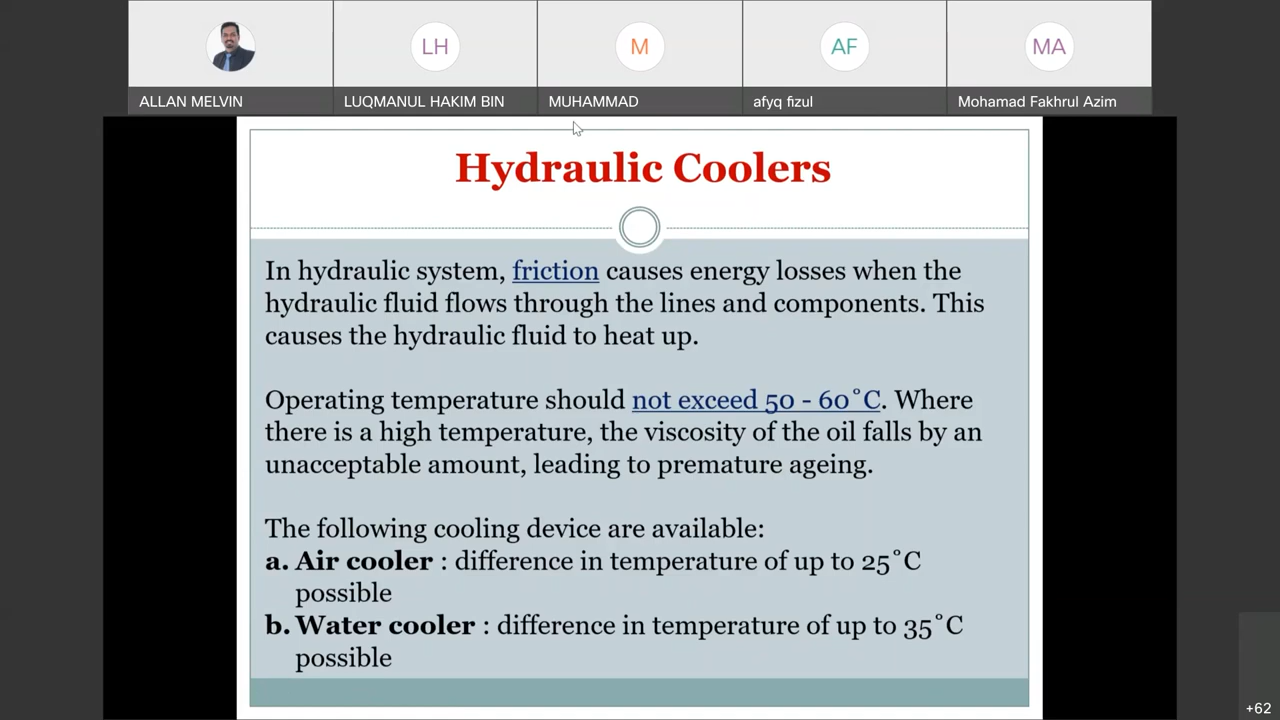 LH
M
AF
MA
ALLAN MELVIN
LUQMANUL HAKIM BIN
MUHAMMAD
afyq fizul
Mohamad Fakhrul Azim
Hydraulic Coolers
In hydraulic system, friction causes energy losses when the
hydraulic fluid flows through the lines and components. This
causes the hydraulic fluid to heat up.
Operating temperature should not exceed 50 - 60˚C. Where
there is a high temperature, the viscosity of the oil falls by an
unacceptable amount, leading to premature ageing.
The following cooling device are available:
a. Air cooler : difference in temperature of up to 25˚C
possible
b. Water cooler : difference in temperature of up to 35˚C
possible
+62